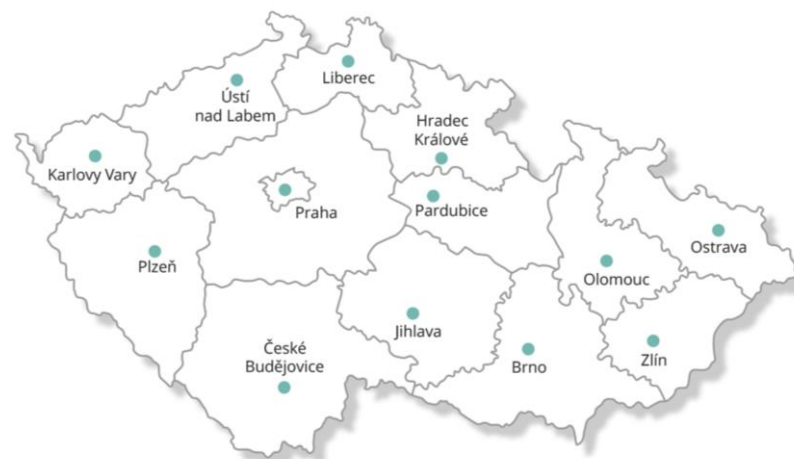 Liberec
Ústí
nad Labem
Hradec
Králové
Karlovy Vary
Praha
Pardubice
Ostrava
Plzeň
Olomouc
Jihlava
České
Budějovice
Brno
Zlín